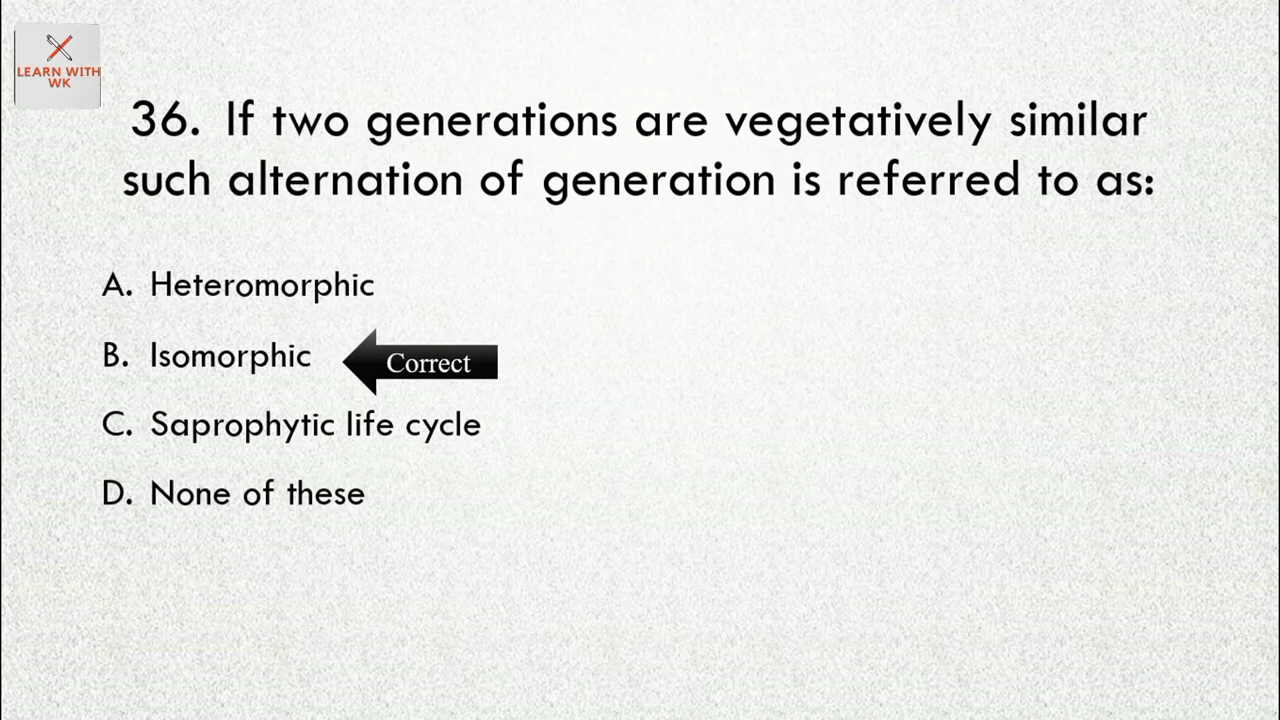 LEARN WITH
WK
36. If two generations are vegetatively similar
such alternation of generation is referred to as:
A. Heteromorphic
B. Isomorphic
Correct
C. Saprophytic life cycle
D. None of these